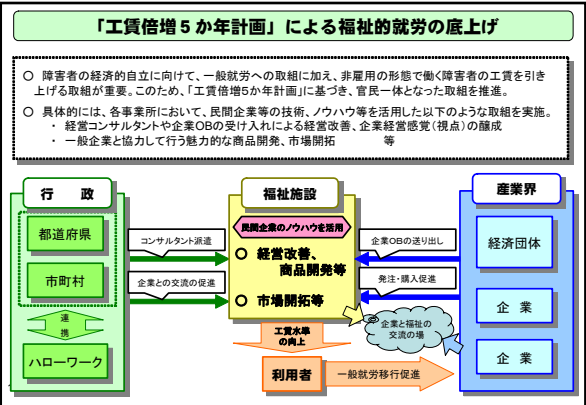 「工賃倍増５か年計画」による福祉的就労の底上げ
○ 障害者の経済的自立に向けて、一般就労への取組に加え、非雇用の形態で働く障害者の工賃を引き
上げる取組が重要。このため、「工賃倍増5か年計画」に基づき、官民一体となった取組を推進。
○ 具体的には、各事業所において、民間企業等の技術、ノウハウ等を活用した以下のような取組を実施。
・ 経営コンサルタントや企業OBの受け入れによる経営改善、企業経営感覚(視点)の醸成
・ 一般企業と協力して行う魅力的な商品開発、市場開拓 等
行 政
都道府県
市町村
連
携
ハローワーク
コンサルタント派遣
企業との交流の促進
福祉施設
民間企業のノウハウを活用
○ 経営改善、
商品開発等
○ 市場開拓等
工賃水準
の向上
利用者
企業OBの送り出し
発注・購入促進
企業と福祉の
交流の場
一般就労移行促進
産業界
経済団体
企 業
企 業